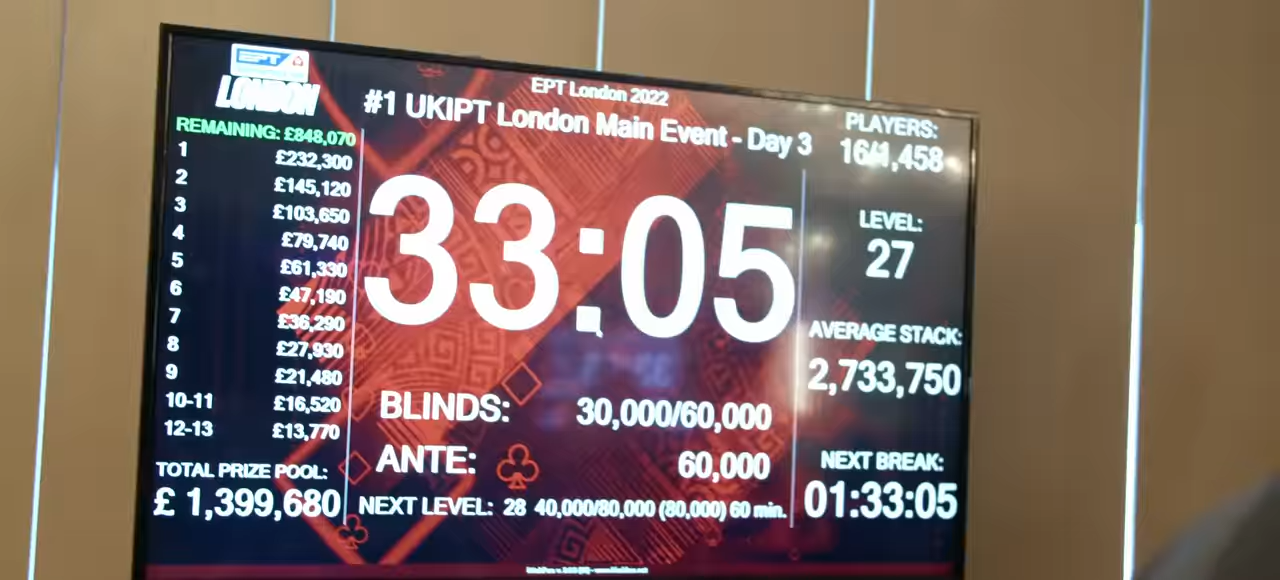 EPT
LONDON
EPT London 2022
#1 UKIPT London Main Event - Day 3
REMAINING: £848,070
1 £232,300
2 £145,120
3 £103,650
4 £79,740
5 £61,330
6 £47,190
7 £36,290
8 £27,930
9 £21,480
10-11 £16,520
12-13 £13,770
TOTAL PRIZE POOL:
£ 1,399,680
33:05
BLINDS: 30,000/60,000
ANTE: 60,000
NEXT LEVEL: 28 40,000/80,000 (80,000) 60 min.
PLAYERS:
16/1,458
LEVEL:
27
AVERAGE STACK:
2,733,750
NEXT BREAK:
01:33:05